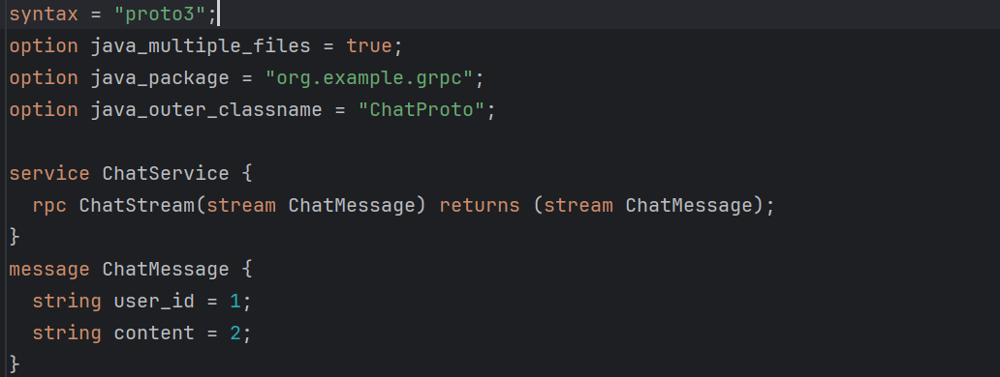 syntax = "proto3";
option java_multiple_files = true;
option java_package = "org.example.grpc";
option java_outer_classname = "ChatProto";

service ChatService {
  rpc ChatStream(stream ChatMessage) returns (stream ChatMessage);
}
message ChatMessage {
  string user_id = 1;
  string content = 2;
}